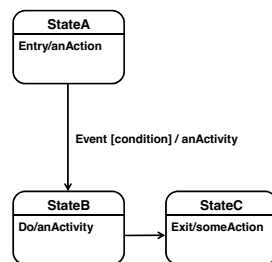 StateA
Entry/anAction
Event [condition] / anActivity
StateB
Do/anActivity
StateC
Exit/someAction